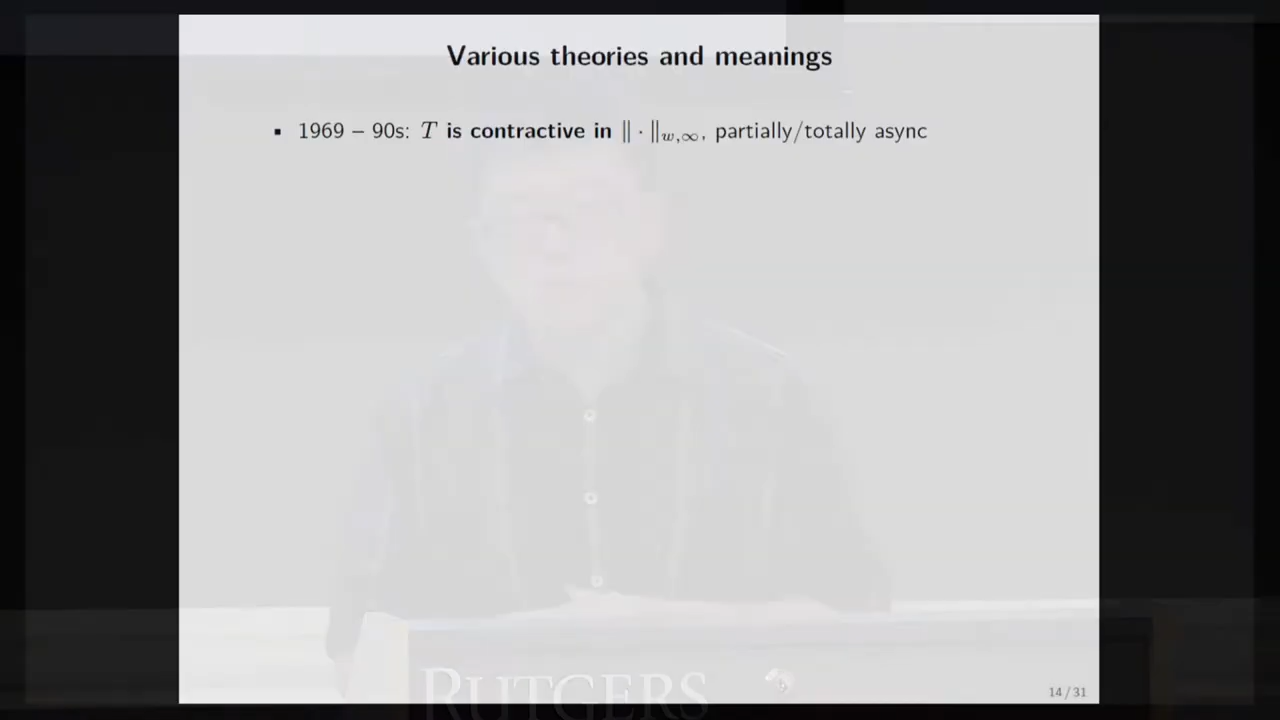 Various theories and meanings
▪ 1969 – 90s: T is contractive in ‖ · ‖w,∞, partially/totally async
RUTGERS
14 / 31